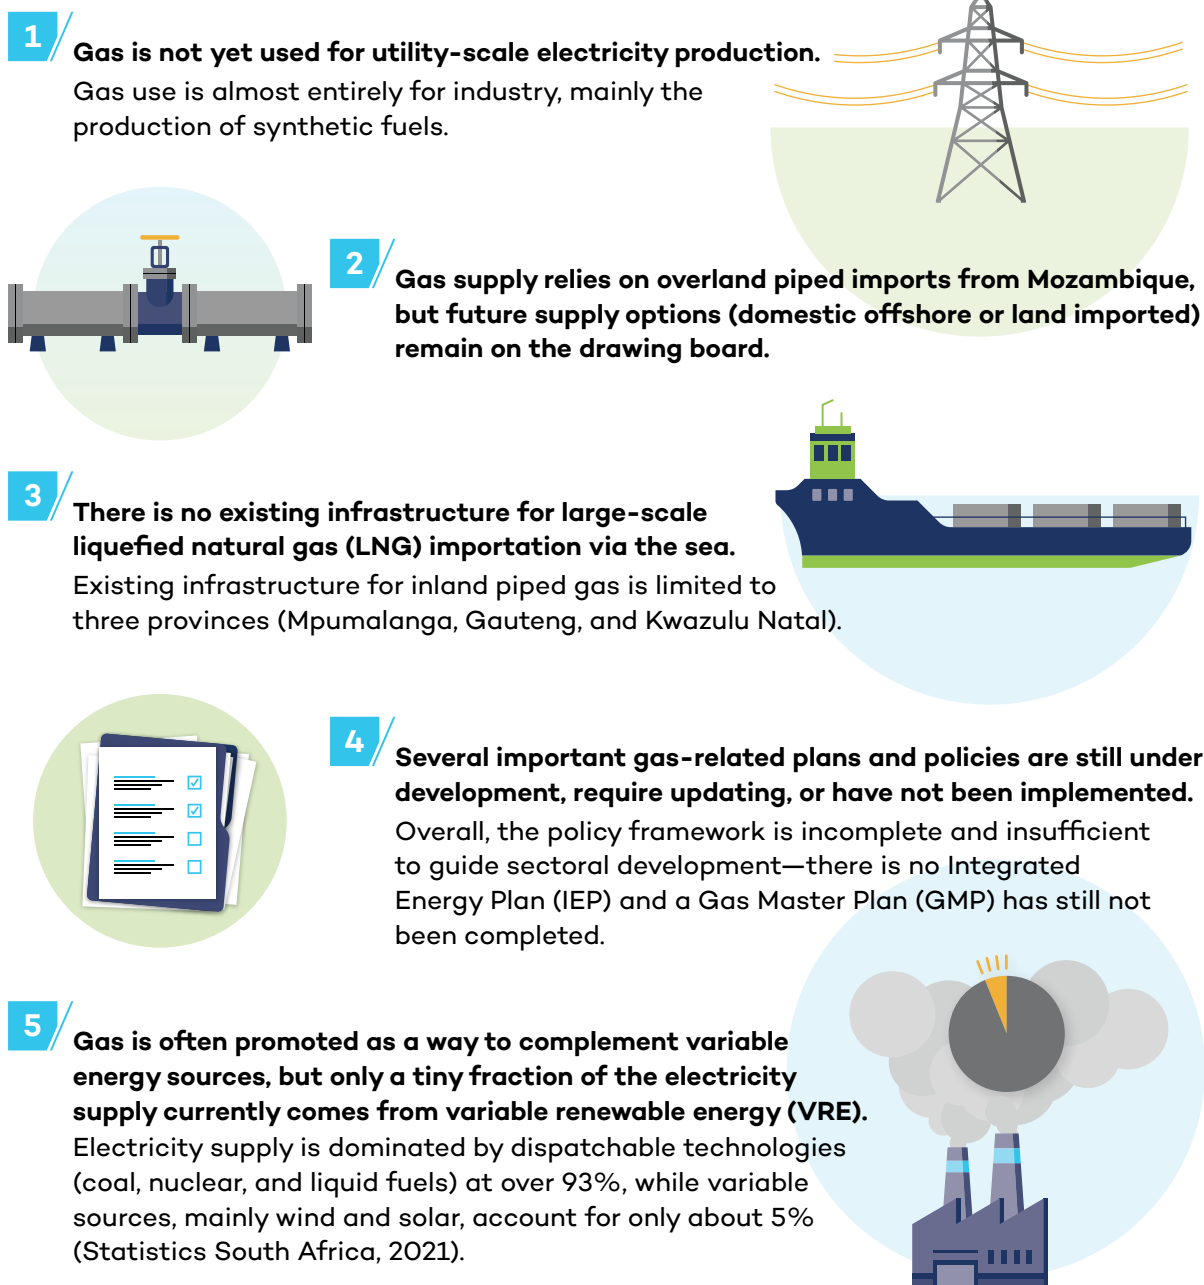 1
Gas is not yet used for utility-scale electricity production.
Gas use is almost entirely for industry, mainly the
production of synthetic fuels.
2
Gas supply relies on overland piped imports from Mozambique,
but future supply options (domestic offshore or land imported)
remain on the drawing board.
3
There is no existing infrastructure for large-scale
liquefied natural gas (LNG) importation via the sea.
Existing infrastructure for inland piped gas is limited to
three provinces (Mpumalanga, Gauteng, and Kwazulu Natal).
4
Several important gas-related plans and policies are still under
development, require updating, or have not been implemented.
Overall, the policy framework is incomplete and insufficient
to guide sectoral development—there is no Integrated
Energy Plan (IEP) and a Gas Master Plan (GMP) has still not
been completed.
5
Gas is often promoted as a way to complement variable
energy sources, but only a tiny fraction of the electricity
supply currently comes from variable renewable energy (VRE).
Electricity supply is dominated by dispatchable technologies
(coal, nuclear, and liquid fuels) at over 93%, while variable
sources, mainly wind and solar, account for only about 5%
(Statistics South Africa, 2021).